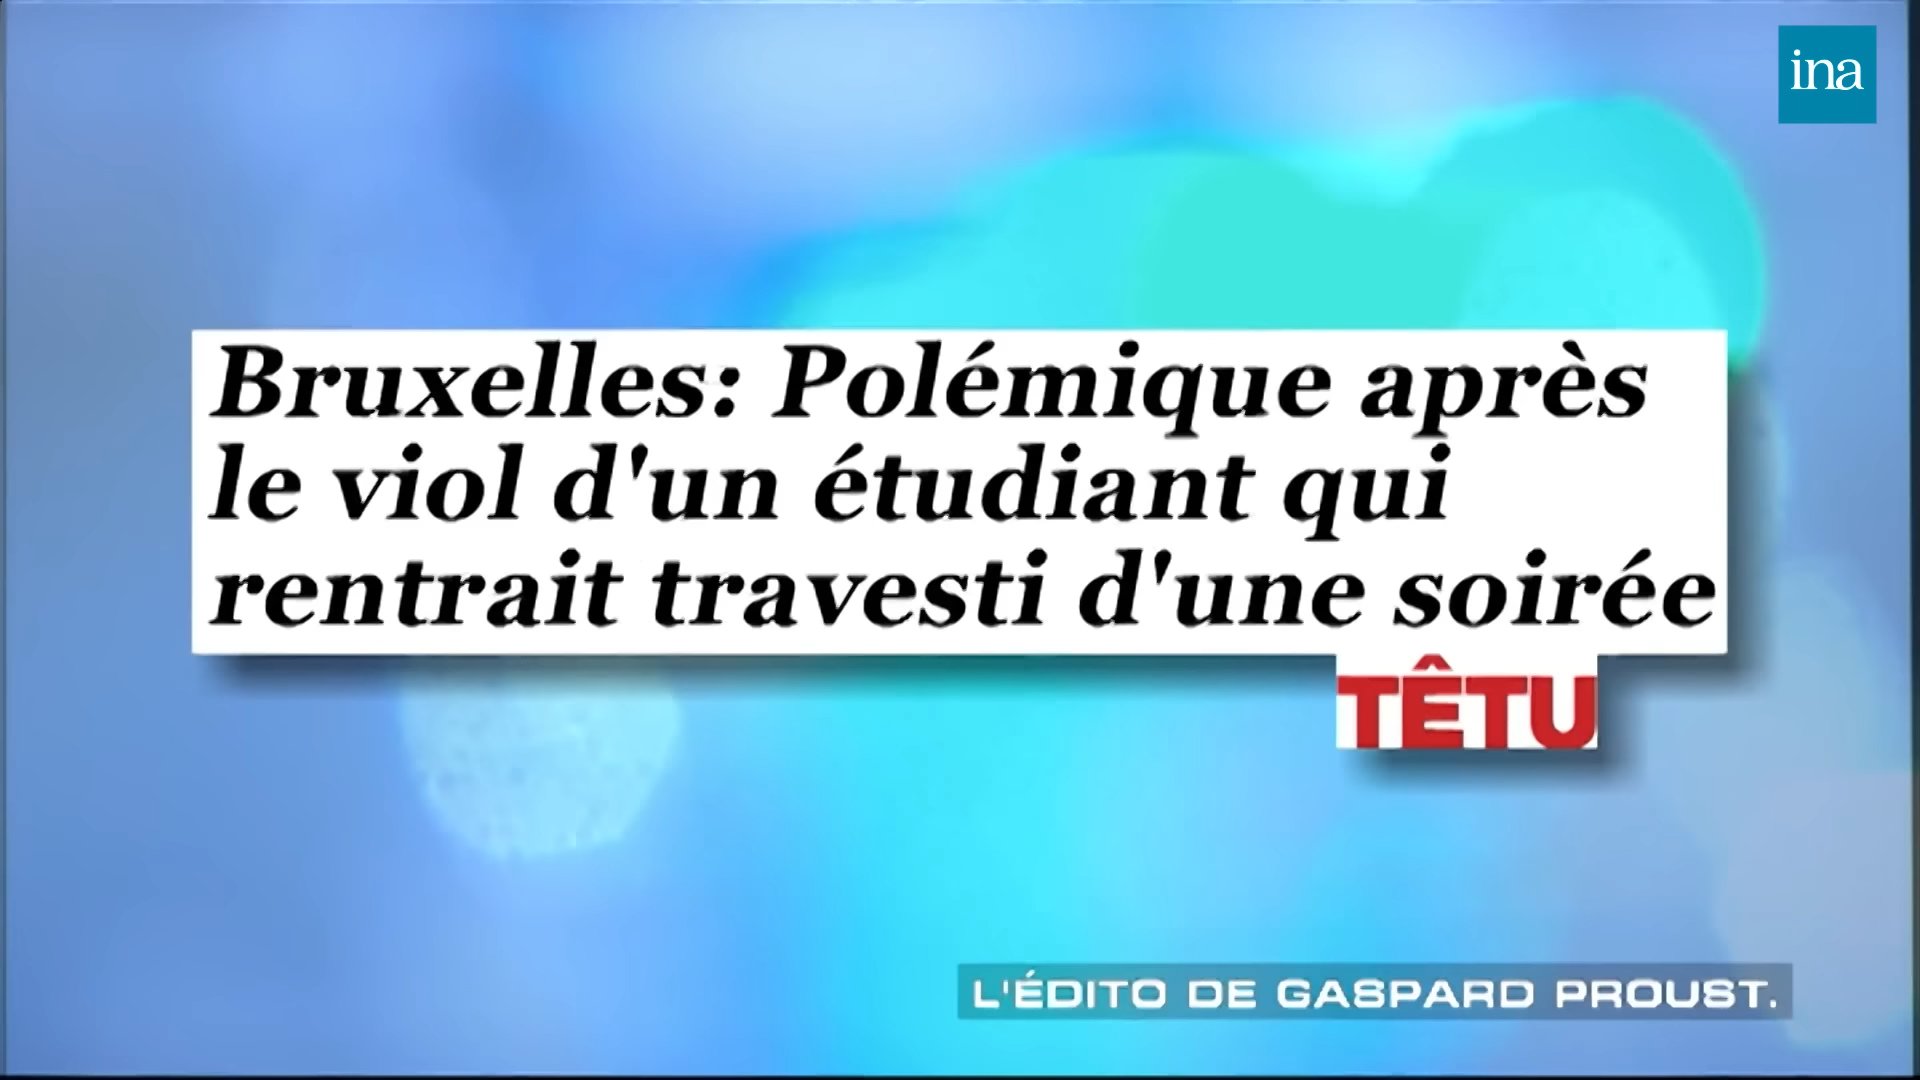 ina
Bruxelles: Polémique après
le viol d'un étudiant qui
rentrait travesti d'une soirée
TÊTU
L'ÉDITO DE GASPARD PROUST.